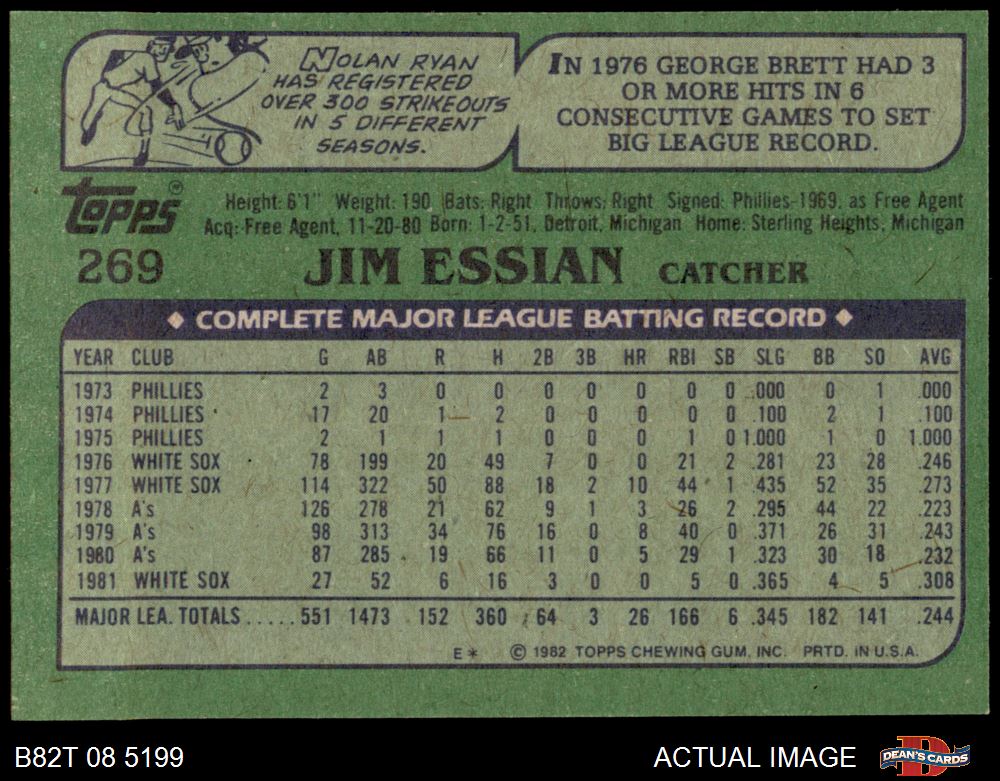 NOLAN RYAN
HAS REGISTERED
OVER 300 STRIKEOUTS
IN 5 DIFFERENT
SEASONS.
IN 1976 GEORGE BRETT HAD 3
OR MORE HITS IN 6
CONSECUTIVE GAMES TO SET
BIG LEAGUE RECORD.
topps®
Height: 6'1" Weight: 190 Bats: Right Throws: Right Signed: Phillies-1969, as Free Agent
Acq: Free Agent, 11-20-80 Born: 1-2-51, Detroit, Michigan Home: Sterling Heights, Michigan
269 JIM ESSIAN CATCHER
◆ COMPLETE MAJOR LEAGUE BATTING RECORD ◆
YEAR CLUB G AB R H 2B 3B HR RBI SB SLG BB SO AVG
1973 PHILLIES 2 3 0 0 0 0 0 0 0 .000 0 1 .000
1974 PHILLIES 17 20 1 2 0 0 0 0 0 .100 2 1 .100
1975 PHILLIES 2 1 1 1 0 0 0 1 0 1.000 1 0 1.000
1976 WHITE SOX 78 199 20 49 7 0 0 21 2 .281 23 28 .246
1977 WHITE SOX 114 322 50 88 18 2 10 44 1 .435 52 35 .273
1978 A's 126 278 21 62 9 1 3 26 2 .295 44 22 .223
1979 A's 98 313 34 76 16 0 8 40 0 .371 26 31 .243
1980 A's 87 285 19 66 11 0 5 29 1 .323 30 18 .232
1981 WHITE SOX 27 52 6 16 3 0 0 5 0 .365 4 5 .308
MAJOR LEA. TOTALS.....551 1473 152 360 64 3 26 166 6 .345 182 141 .244
E* © 1982 TOPPS CHEWING GUM, INC. PRTD. IN U.S.A.
B82T 08 5199 ACTUAL IMAGE DEAN'S CARDS